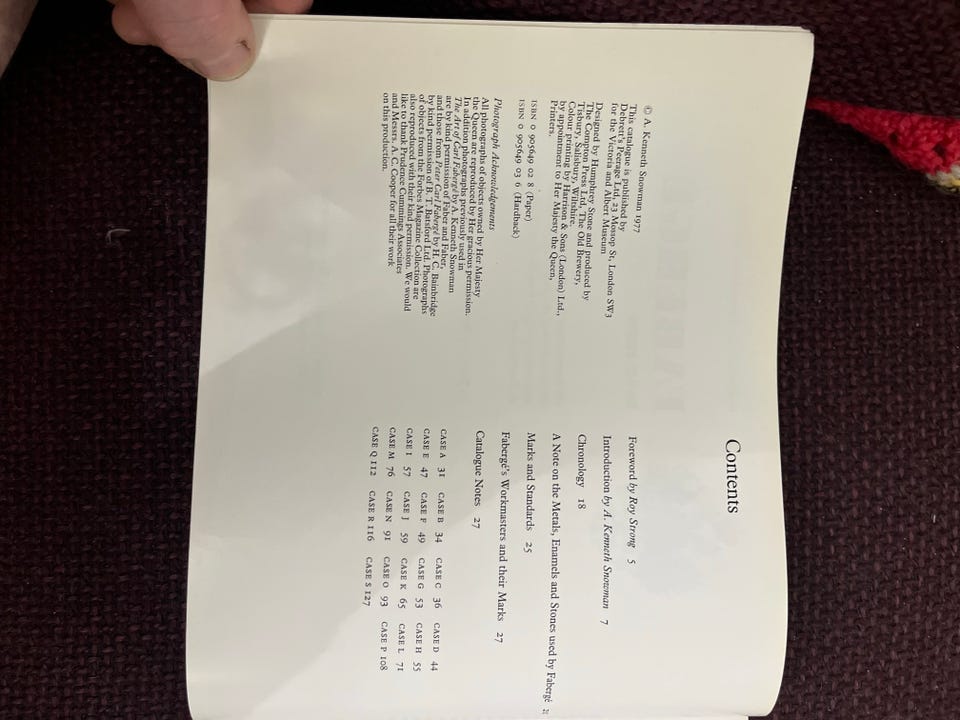 © A. Kenneth Snowman 1977
This catalogue is published by
Debrett's Peerage Ltd, 23 Mossop St, London SW3
for the Victoria and Albert Museum
Designed by Humphrey Stone and produced by
The Compton Press Ltd, The Old Brewery,
Tisbury, Salisbury, Wiltshire.
Colour printing by Harrison & Sons (London) Ltd.,
by appointment to Her Majesty the Queen,
Printers.
ISBN 0 905649 02 8 (Paper)
ISBN 0 905649 03 6 (Hardback)
Photograph Acknowledgements
All photographs of objects owned by Her Majesty
the Queen are reproduced by Her gracious permission.
In addition photographs previously used in
The Art of Carl Fabergé by A. Kenneth Snowman
are by kind permission of Faber and Faber,
and those from Peter Carl Fabergé by H. C. Bainbridge
by kind permission of B. T. Batsford Ltd. Photographs
of objects from the Forbes Magazine Collection are
also reproduced with their kind permission. We would
like to thank Prudence Cummings Associates
and Messrs. A. C. Cooper for all their work
on this production.
Contents
Foreword by Roy Strong 5
Introduction by A. Kenneth Snowman 7
Chronology 18
A Note on the Metals, Enamels and Stones used by Fabergé 21
Marks and Standards 25
Fabergé's Workmasters and their Marks 27
Catalogue Notes 27
CASE A 31 CASE B 34 CASE C 36 CASE D 44
CASE E 47 CASE F 49 CASE G 53 CASE H 55
CASE I 57 CASE J 59 CASE K 65 CASE L 71
CASE M 76 CASE N 91 CASE O 93 CASE P 108
CASE Q 112 CASE R 116 CASE S 127